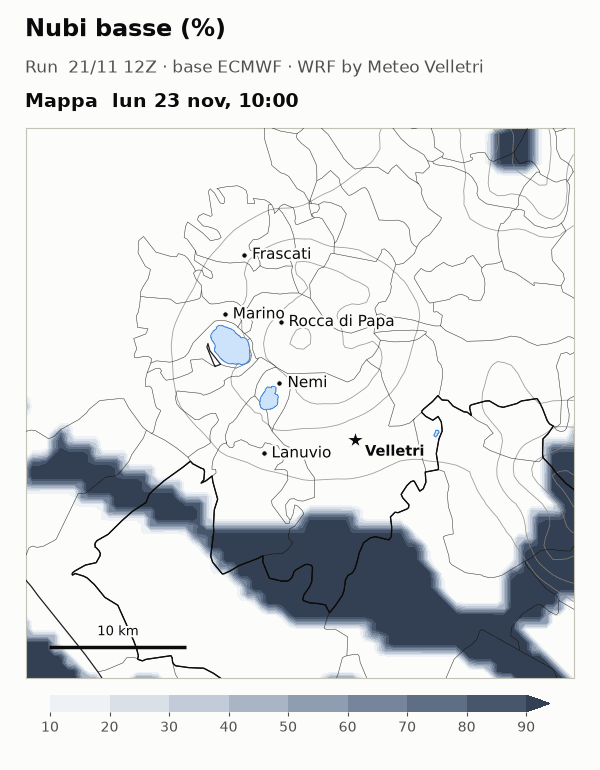 Nubi basse (%)
Run  21/11 12Z · base ECMWF · WRF by Meteo Velletri
Mappa  lun 23 nov, 10:00
Frascati
Marino
Rocca di Papa
Nemi
Lanuvio
Velletri
10 km
10 20 30 40 50 60 70 80 90